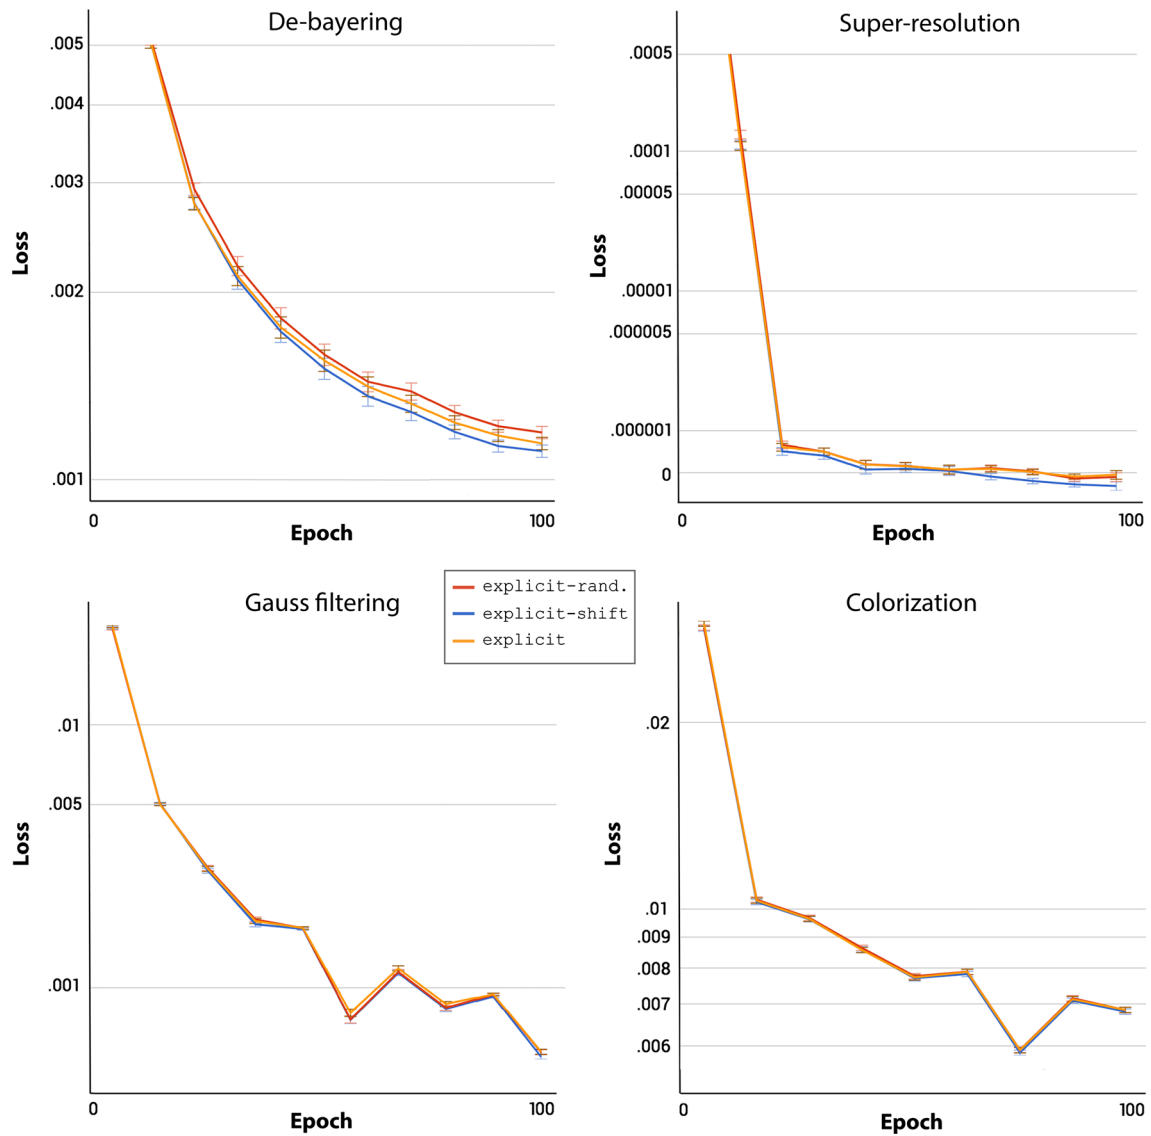 De-bayering
.005
.004
.003
.002
.001
Loss
0
100
Epoch
Super-resolution
.0005
.0001
.00005
.00001
.000005
.000001
0
Loss
0
100
Epoch
explicit-rand.
explicit-shift
explicit
Gauss filtering
.01
.005
.001
Loss
0
100
Epoch
Colorization
.02
.01
.009
.008
.007
.006
Loss
0
100
Epoch